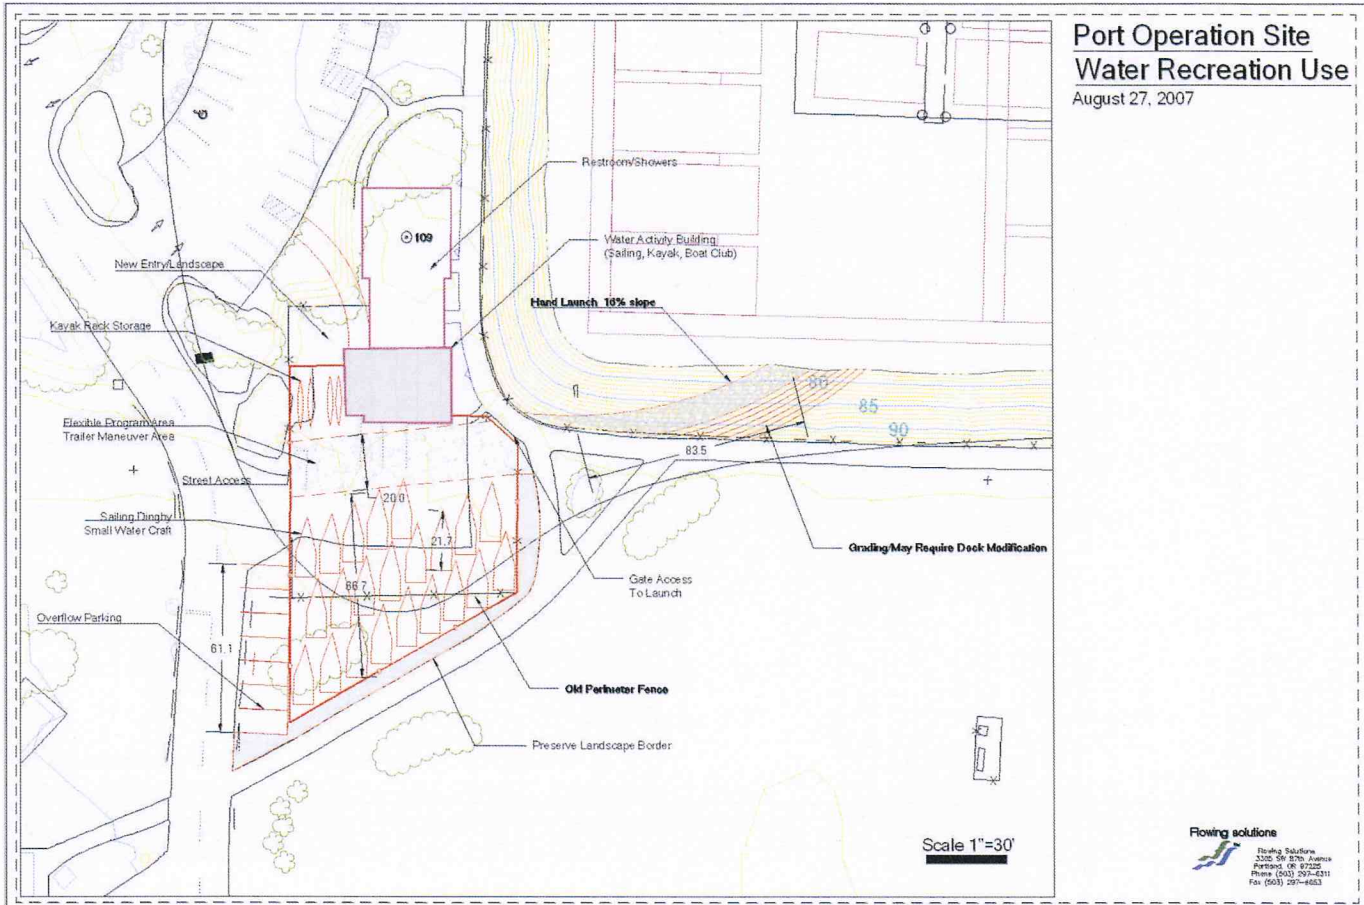 Port Operation Site
Water Recreation Use
August 27, 2007
Restroom/Showers
109
Water Activity Building
(Sailing, Kayak, Boat Club)
New Entry/Landscape
Hand Launch 16% slope
Kayak Rack Storage
86
85
90
Flexible Program Area
Trailer Maneuver Area
83.5
Street Access
20.0
Sailing Dinghy
Small Water Craft
21.7
Grading/May Require Dock Modification
66.7
Gate Access
To Launch
Overflow Parking
61.1
Old Perimeter Fence
Preserve Landscape Border
Scale 1"=30'
Flowing solutions
Flowing Solutions
Portland, OR 97225